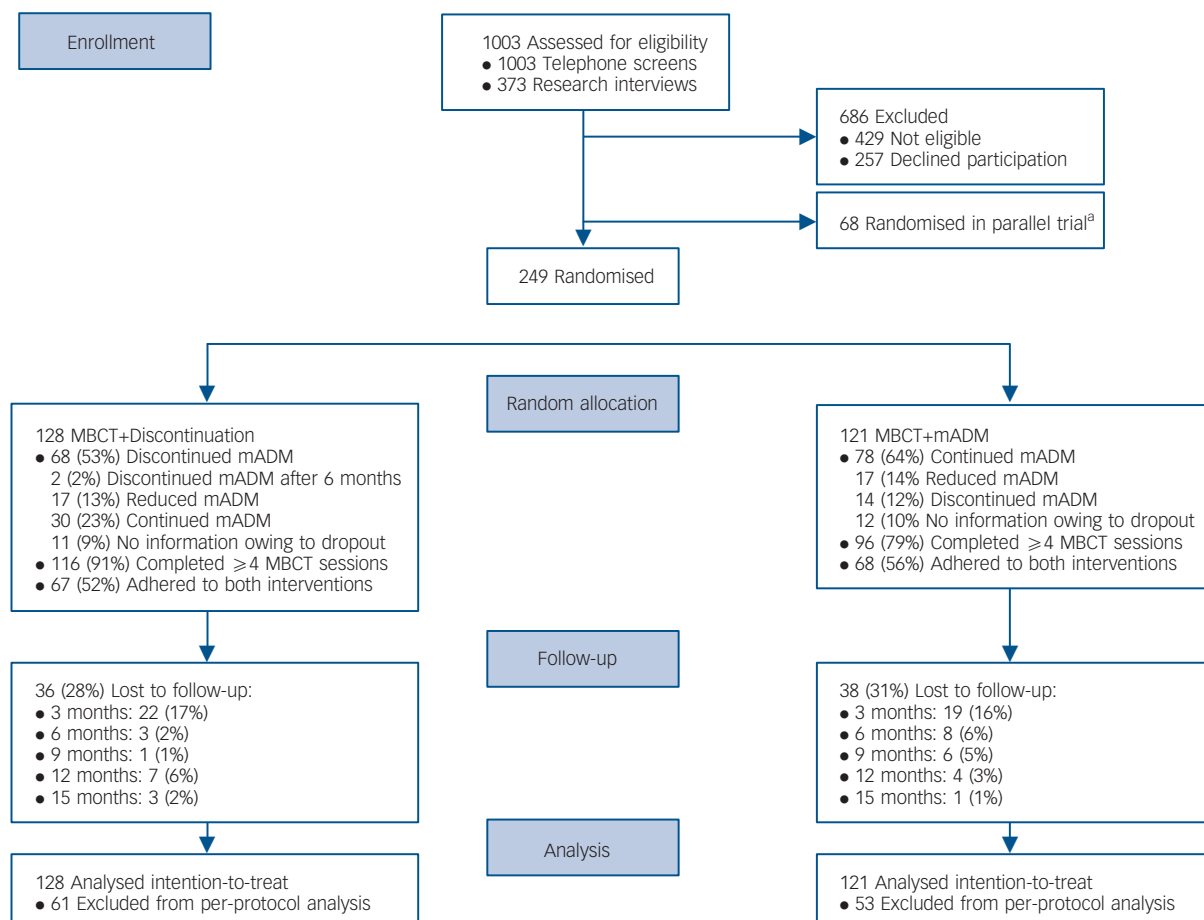 Enrollment
1003 Assessed for eligibility
● 1003 Telephone screens
● 373 Research interviews
686 Excluded
● 429 Not eligible
● 257 Declined participation
68 Randomised in parallel trialᵃ
249 Randomised
Random allocation
128 MBCT+Discontinuation
● 68 (53%) Discontinued mADM
2 (2%) Discontinued mADM after 6 months
17 (13%) Reduced mADM
30 (23%) Continued mADM
11 (9%) No information owing to dropout
● 116 (91%) Completed ⩾4 MBCT sessions
● 67 (52%) Adhered to both interventions
121 MBCT+mADM
● 78 (64%) Continued mADM
17 (14% Reduced mADM
14 (12%) Discontinued mADM
12 (10% No information owing to dropout
● 96 (79%) Completed ⩾4 MBCT sessions
● 68 (56%) Adhered to both interventions
Follow-up
36 (28%) Lost to follow-up:
● 3 months: 22 (17%)
● 6 months: 3 (2%)
● 9 months: 1 (1%)
● 12 months: 7 (6%)
● 15 months: 3 (2%)
38 (31%) Lost to follow-up:
● 3 months: 19 (16%)
● 6 months: 8 (6%)
● 9 months: 6 (5%)
● 12 months: 4 (3%)
● 15 months: 1 (1%)
Analysis
128 Analysed intention-to-treat
● 61 Excluded from per-protocol analysis
121 Analysed intention-to-treat
● 53 Excluded from per-protocol analysis